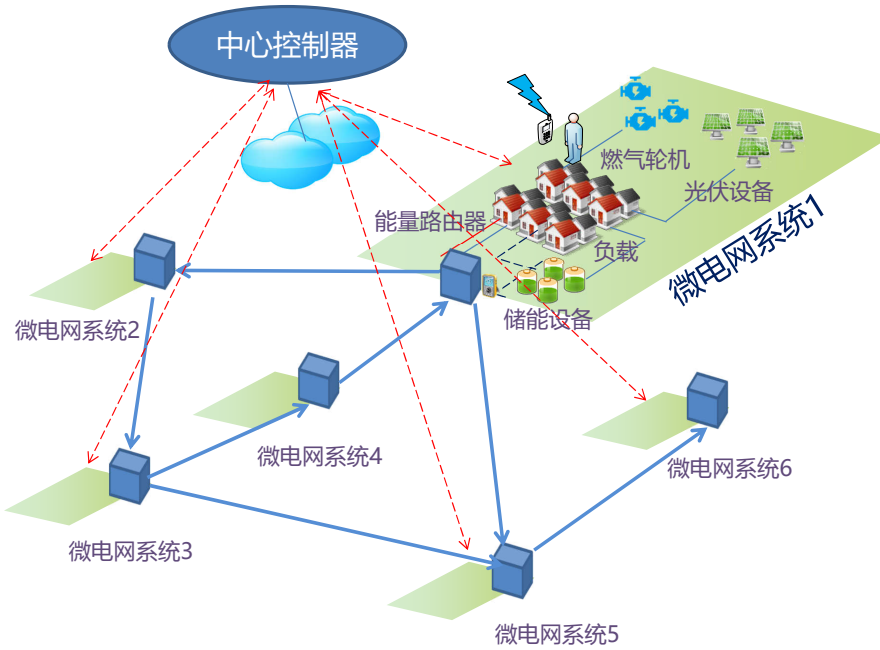 中心控制器
燃气轮机
光伏设备
能量路由器
负载
微电网系统1
储能设备
微电网系统2
微电网系统4
微电网系统6
微电网系统3
微电网系统5